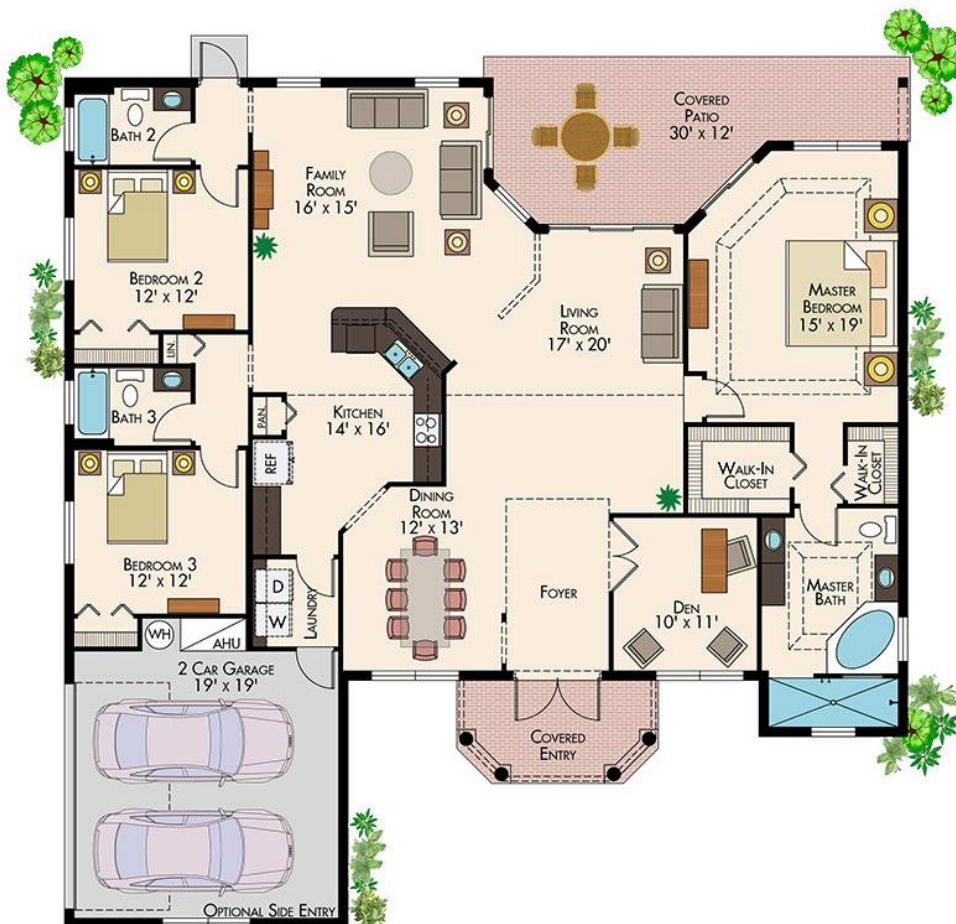 BATH 2
FAMILY
ROOM
16' x 15'
COVERED
PATIO
30' x 12'
BEDROOM 2
12' x 12'
LIVING
ROOM
17' x 20'
MASTER
BEDROOM
15' x 19'
LIN.
BATH 3
PAN.
KITCHEN
14' x 16'
REF
WALK-IN
CLOSET
WALK-IN
CLOSET
DINING
ROOM
12' x 13'
BEDROOM 3
12' x 12'
D
W
LAUNDRY
FOYER
DEN
10' x 11'
MASTER
BATH
WH
AHU
2 CAR GARAGE
19' x 19'
COVERED
ENTRY
OPTIONAL SIDE ENTRY